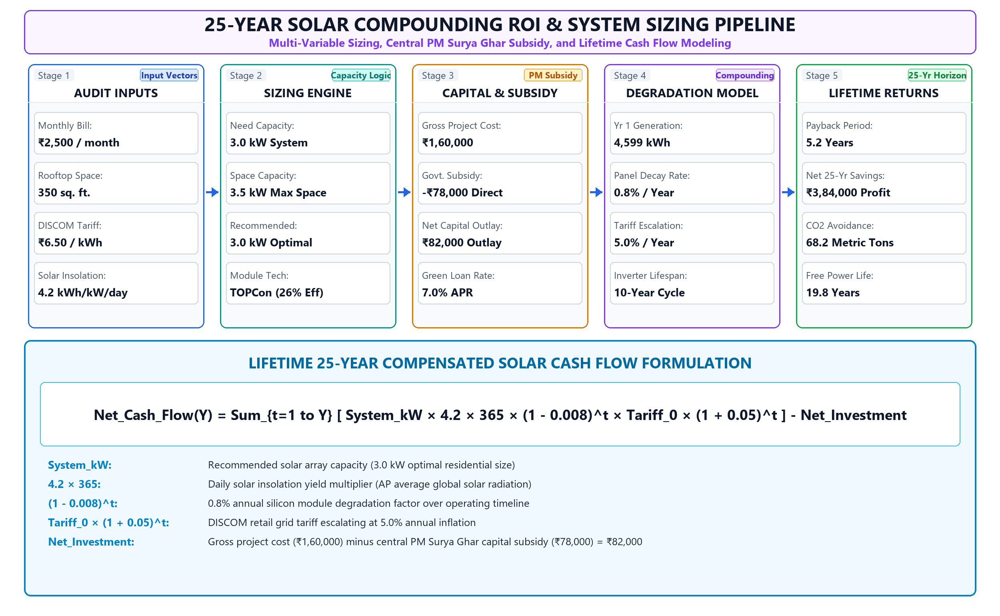 25-YEAR SOLAR COMPOUNDING ROI & SYSTEM SIZING PIPELINE
Multi-Variable Sizing, Central PM Surya Ghar Subsidy, and Lifetime Cash Flow Modeling
Stage 1
Input Vectors
AUDIT INPUTS
Monthly Bill:
₹2,500 / month
Rooftop Space:
350 sq. ft.
DISCOM Tariff:
₹6.50 / kWh
Solar Insolation:
4.2 kWh/kW/day
Stage 2
Capacity Logic
SIZING ENGINE
Need Capacity:
3.0 kW System
Space Capacity:
3.5 kW Max Space
Recommended:
3.0 kW Optimal
Module Tech:
TOPCon (26% Eff)
Stage 3
PM Subsidy
CAPITAL & SUBSIDY
Gross Project Cost:
₹1,60,000
Govt. Subsidy:
-₹78,000 Direct
Net Capital Outlay:
₹82,000 Outlay
Green Loan Rate:
7.0% APR
Stage 4
Compounding
DEGRADATION MODEL
Yr 1 Generation:
4,599 kWh
Panel Decay Rate:
0.8% / Year
Tariff Escalation:
5.0% / Year
Inverter Lifespan:
10-Year Cycle
Stage 5
25-Yr Horizon
LIFETIME RETURNS
Payback Period:
5.2 Years
Net 25-Yr Savings:
₹3,84,000 Profit
CO2 Avoidance:
68.2 Metric Tons
Free Power Life:
19.8 Years
LIFETIME 25-YEAR COMPENSATED SOLAR CASH FLOW FORMULATION
Net_Cash_Flow(Y) = Sum_{t=1 to Y} [ System_kW × 4.2 × 365 × (1 - 0.008)^t × Tariff_0 × (1 + 0.05)^t ] - Net_Investment
System_kW: Recommended solar array capacity (3.0 kW optimal residential size)
4.2 × 365: Daily solar insolation yield multiplier (AP average global solar radiation)
(1 - 0.008)^t: 0.8% annual silicon module degradation factor over operating timeline
Tariff_0 × (1 + 0.05)^t: DISCOM retail grid tariff escalating at 5.0% annual inflation
Net_Investment: Gross project cost (₹1,60,000) minus central PM Surya Ghar capital subsidy (₹78,000) = ₹82,000